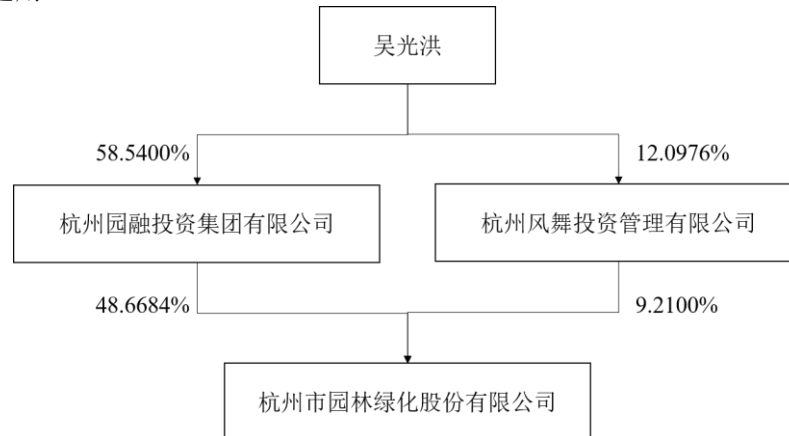 吴光洪
58.5400%
12.0976%
杭州园融投资集团有限公司
杭州风舞投资管理有限公司
48.6684%
9.2100%
杭州市园林绿化股份有限公司